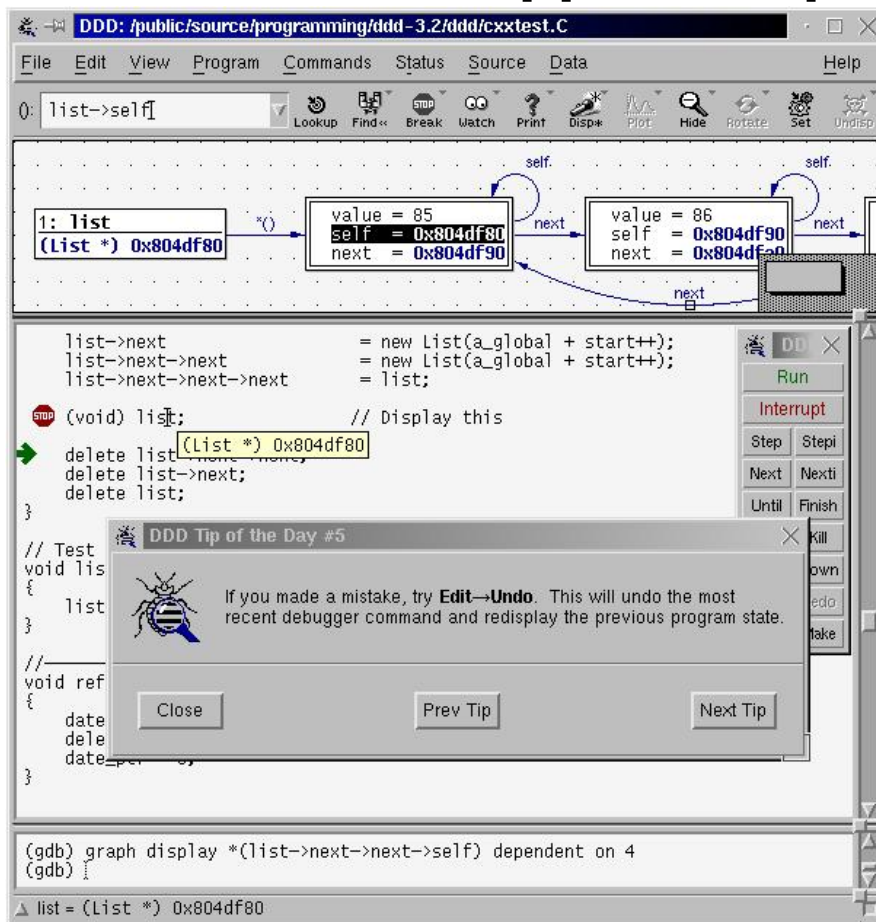 DDD: /public/source/programming/ddd-3.2/ddd/cxxtest.C
File Edit View Program Commands Status Source Data Help
(): list->self
Lookup Find«« Break Watch Print Disp* Plot Hide Rotate Set Undisp
self self
1: list
(List *) 0x804df80
*()
value = 85
self = 0x804df80
next = 0x804df90
next
value = 86
self = 0x804df90
next = 
next
next
list->next = new List(a_global + start++);
list->next->next = new List(a_global + start++);
list->next->next->next = list;
STOP (void) list; // Display this
(List *) 0x804df80
delete list
delete list->next;
delete list;
}
// Test
void lis
{
list
}
//
void ref
{
date
dele
}
DDD
Run
Interrupt
Step Stepi
Next Nexti
Until Finish
Kill
DDD Tip of the Day #5
If you made a mistake, try Edit→Undo. This will undo the most
recent debugger command and redisplay the previous program state.
Close Prev Tip Next Tip
(gdb) graph display *(list->next->next->self) dependent on 4
(gdb)
list = (List *) 0x804df80